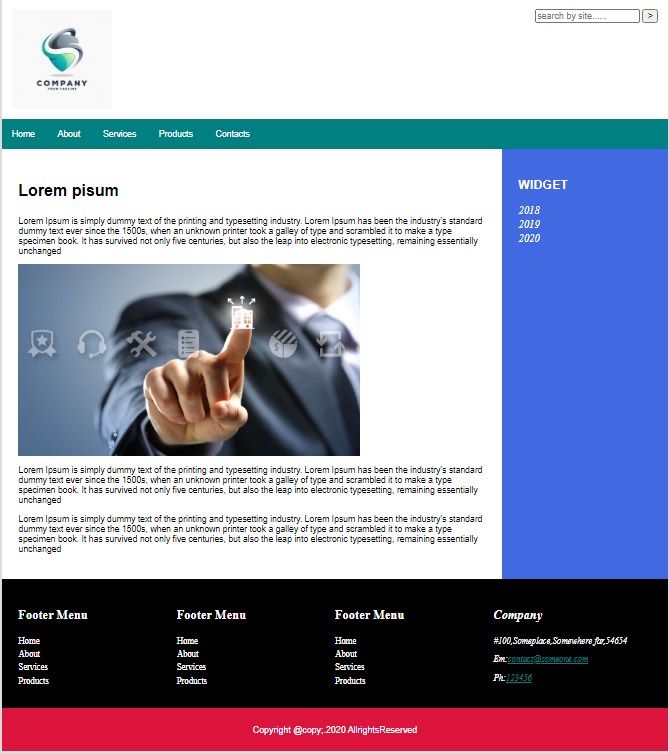 search by site......
>
COMPANY
YOUR TAGLINE
Home About Services Products Contacts
Lorem pisum
Lorem Ipsum is simply dummy text of the printing and typesetting industry. Lorem Ipsum has been the industry's standard
dummy text ever since the 1500s, when an unknown printer took a galley of type and scrambled it to make a type
specimen book. It has survived not only five centuries, but also the leap into electronic typesetting, remaining essentially
unchanged
Lorem Ipsum is simply dummy text of the printing and typesetting industry. Lorem Ipsum has been the industry's standard
dummy text ever since the 1500s, when an unknown printer took a galley of type and scrambled it to make a type
specimen book. It has survived not only five centuries, but also the leap into electronic typesetting, remaining essentially
unchanged
Lorem Ipsum is simply dummy text of the printing and typesetting industry. Lorem Ipsum has been the industry's standard
dummy text ever since the 1500s, when an unknown printer took a galley of type and scrambled it to make a type
specimen book. It has survived not only five centuries, but also the leap into electronic typesetting, remaining essentially
unchanged
WIDGET
2018
2019
2020
Footer Menu
Home
About
Services
Products
Footer Menu
Home
About
Services
Products
Footer Menu
Home
About
Services
Products
Company
#100,Someplace,Somewhere far,54654
Em:contact@someone.com
Ph:123456
Copyright @copy;.2020 AllrightsReserved